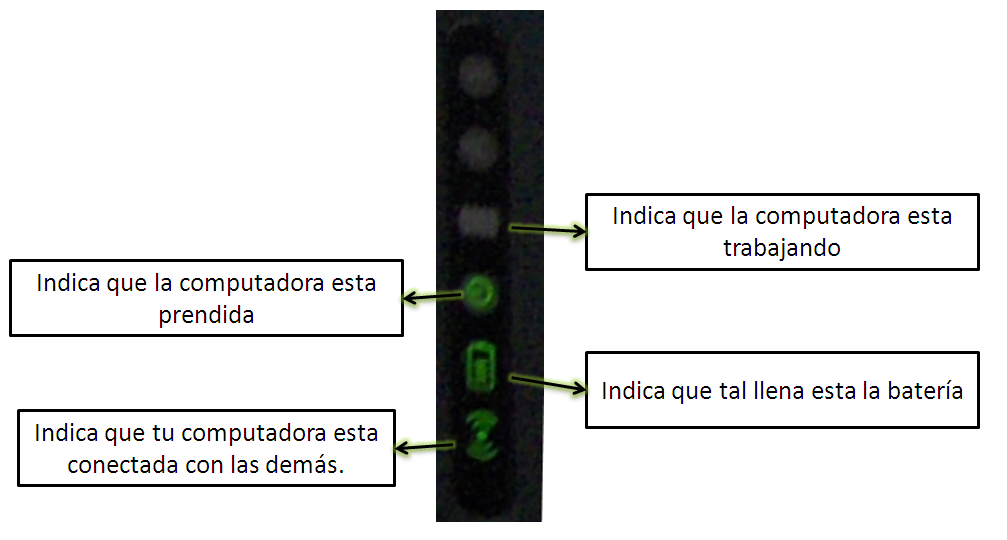 Indica que la computadora esta
trabajando
Indica que la computadora esta
prendida
Indica que tal llena esta la batería
Indica que tu computadora esta
conectada con las demás.